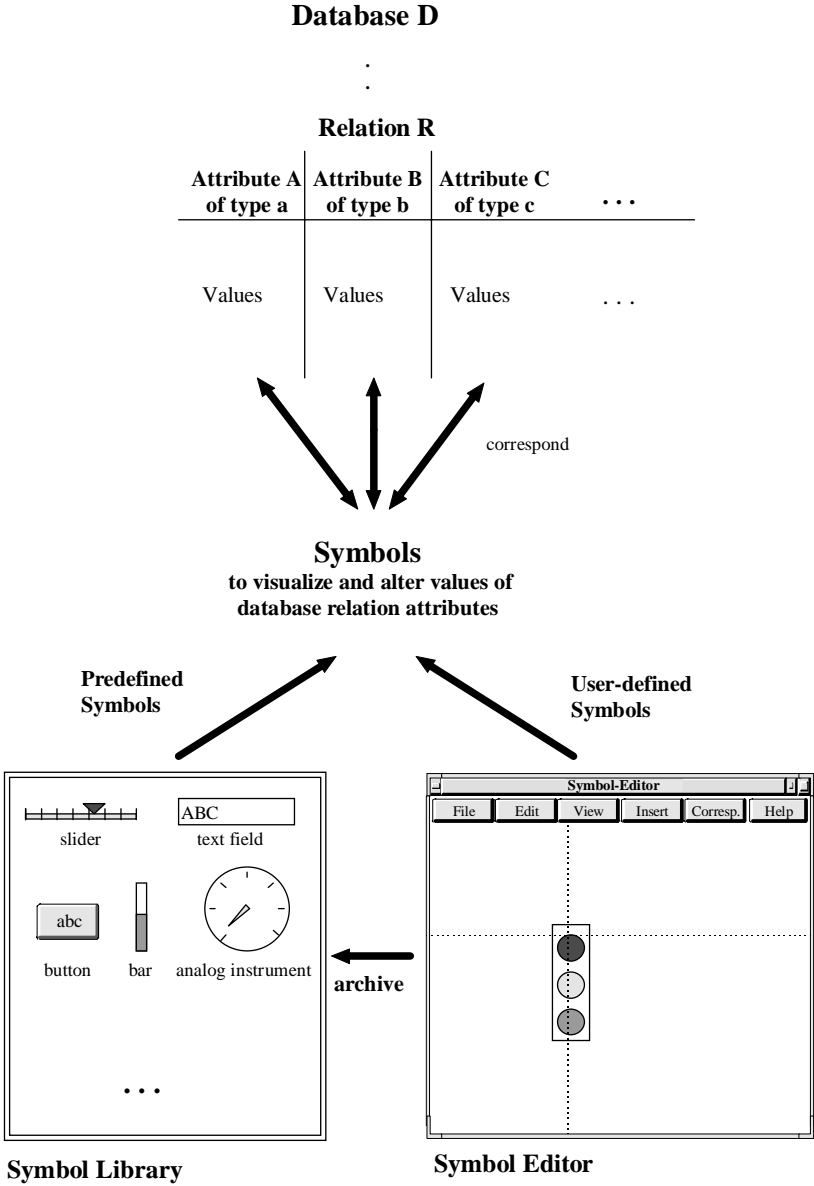 Database D
.
.
Relation R
Attribute A Attribute B Attribute C
of type a of type b of type c . . .
Values Values Values . . .
correspond
Symbols
to visualize and alter values of
database relation attributes
Predefined
Symbols
User-defined
Symbols
Symbol-Editor
File Edit View Insert Corresp. Help
ABC
slider text field
abc
button bar analog instrument
archive
. . .
Symbol Library
Symbol Editor